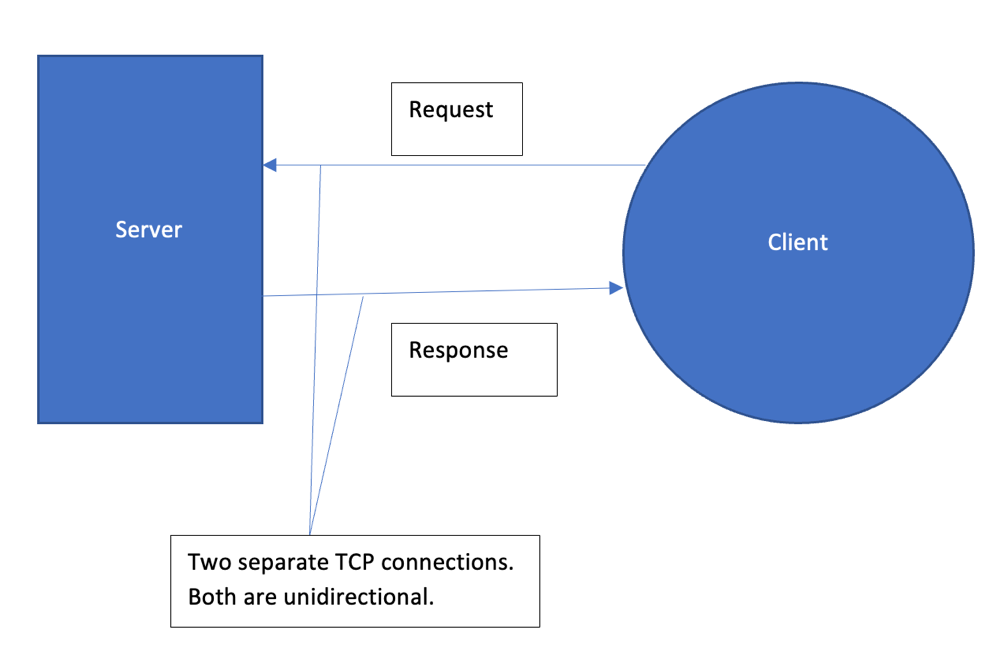 Request
Server
Client
Response
Two separate TCP connections.
Both are unidirectional.